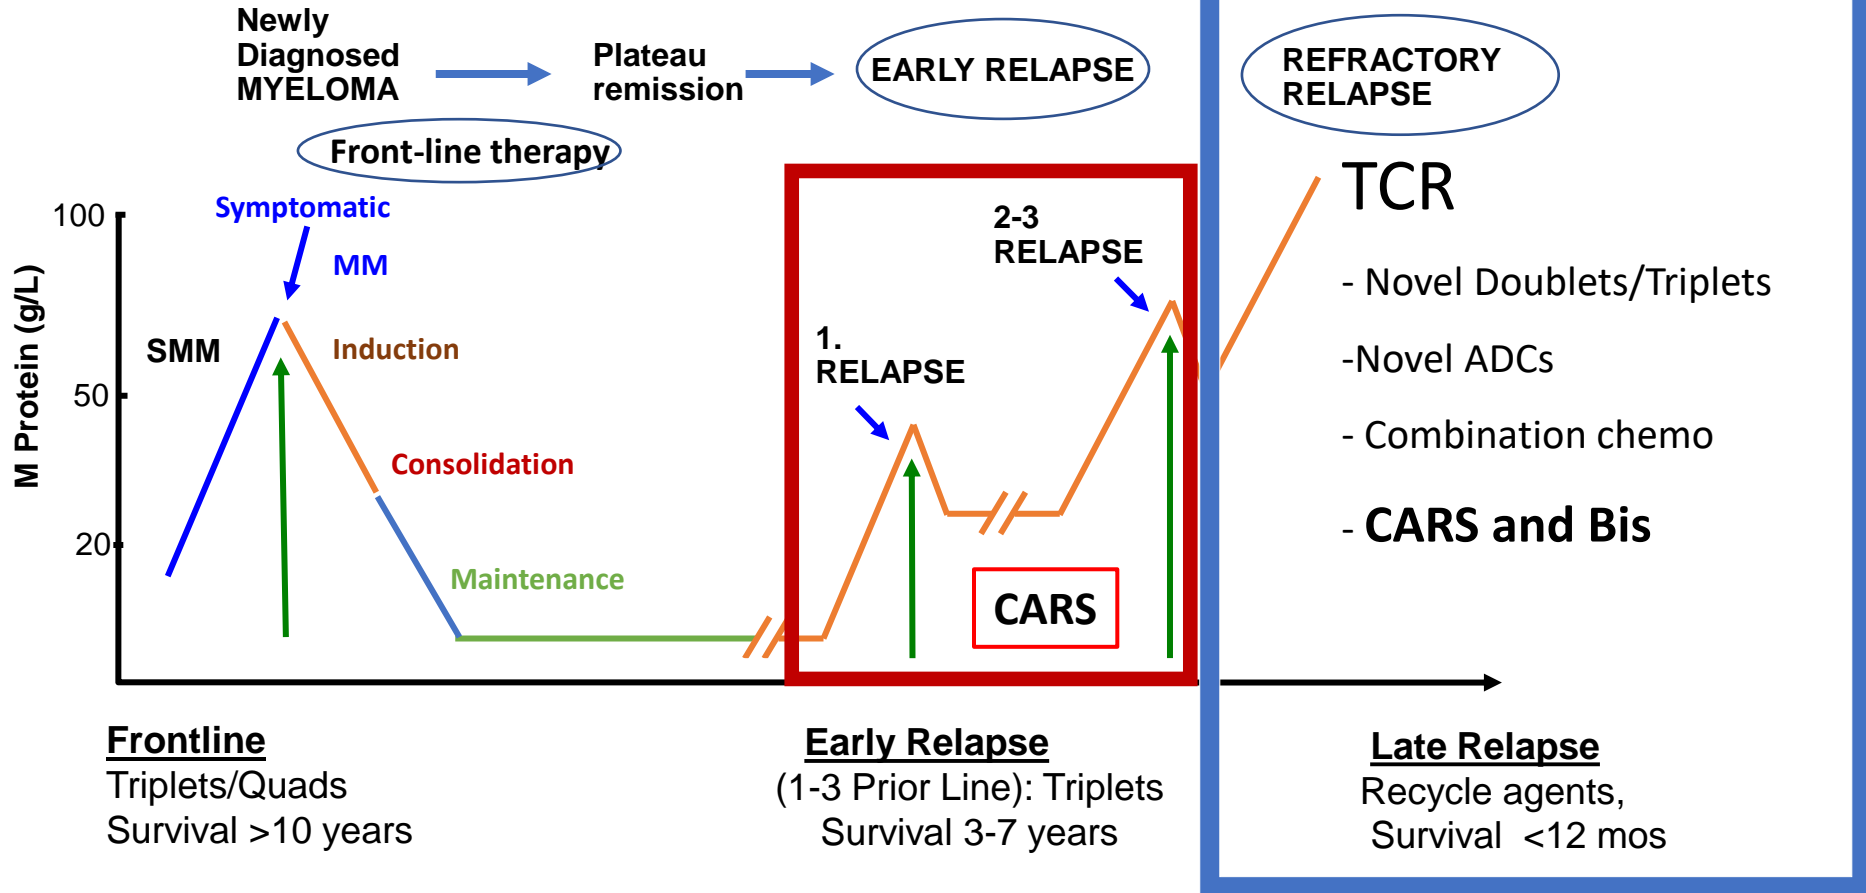 Newly
Diagnosed
MYELOMA
Plateau
remission
EARLY RELAPSE
REFRACTORY
RELAPSE
Front-line therapy
Symptomatic
MM
SMM
Induction
Consolidation
Maintenance
M Protein (g/L)
100
50
20
1.
RELAPSE
2-3
RELAPSE
CARS
TCR
- Novel Doublets/Triplets
-Novel ADCs
- Combination chemo
- CARS and Bis
Frontline
Triplets/Quads
Survival >10 years
Early Relapse
(1-3 Prior Line): Triplets
Survival 3-7 years
Late Relapse
Recycle agents,
Survival <12 mos